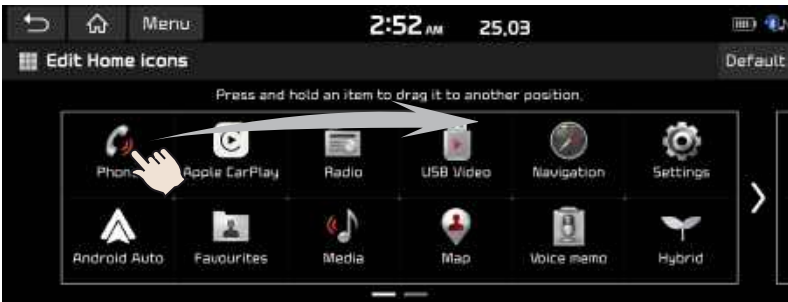 Menu 2:52 AM 25,03
Edit Home icons Default
Press and hold an item to drag it to another position.
Phone Apple CarPlay Radio USB Video Navigation Settings
Android Auto Favourites Media Map Voice memo Hybrid